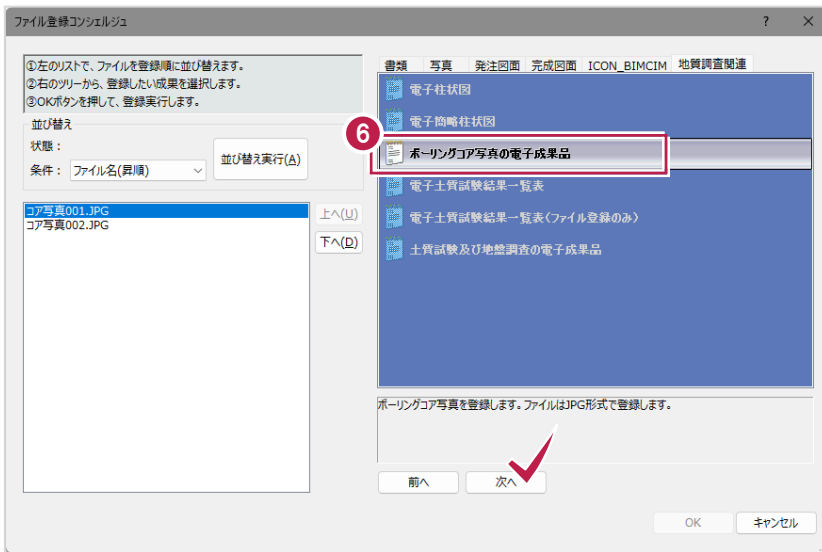 ファイル登録コンシェルジュ
?
①左のリストで、ファイルを登録順に並び替えます。
②右のツリーから、登録したい成果を選択します。
③OKボタンを押して、登録実行します。
並び替え
状態：
条件： ファイル名(昇順)
並び替え実行(A)
コア写真001.JPG
コア写真002.JPG
上へ(U)
下へ(D)
書類 写真 発注図面 完成図面 ICON_BIMCIM 地質調査関連
電子柱状図
電子簡略柱状図
6
ボーリングコア写真の電子成果品
電子土質試験結果一覧表
電子土質試験結果一覧表(ファイル登録のみ)
土質試験及び地盤調査の電子成果品
ボーリングコア写真を登録します。ファイルはJPG形式で登録します。
前へ
次へ
OK
キャンセル